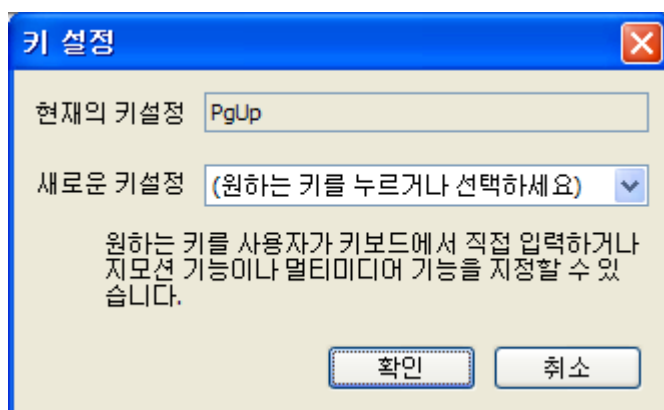 키 설정
현재의 키설정 PgUp
새로운 키설정 (원하는 키를 누르거나 선택하세요)
원하는 키를 사용자가 키보드에서 직접 입력하거나
지모션 기능이나 멀티미디어 기능을 지정할 수 있
습니다.
확인 취소